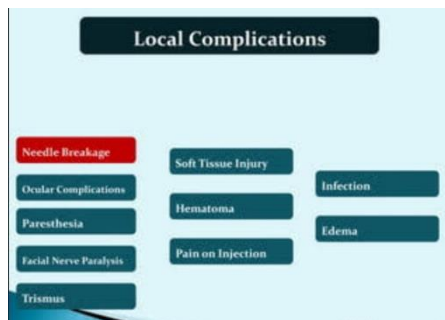 Local Complications
Needle Breakage
Ocular Complications
Paresthesia
Facial Nerve Paralysis
Trismus
Soft Tissue Injury
Hematoma
Pain on Injection
Infection
Edema